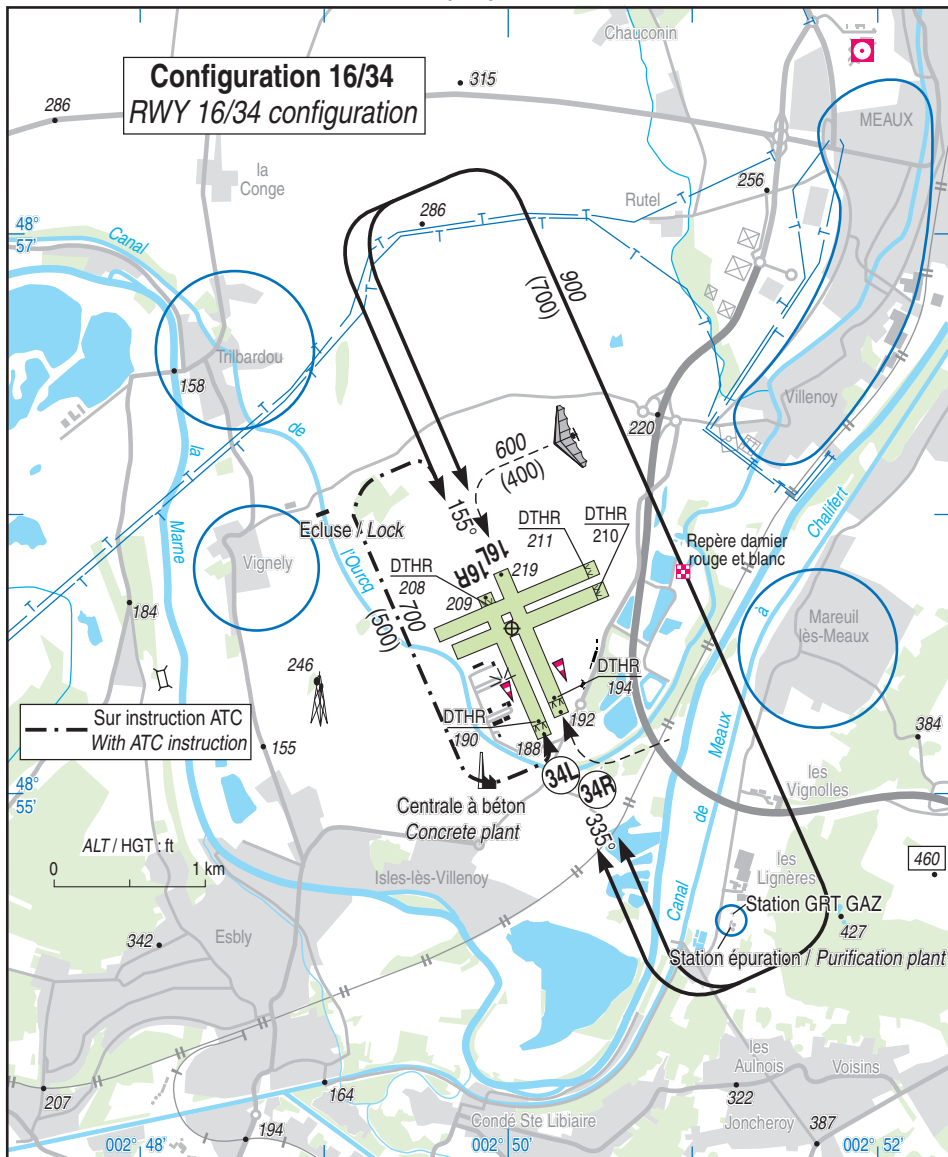 Chauconin
Configuration 16/34
RWY 16/34 configuration
315
286
MEAUX
la
Conge
256
Rutel
286
48°
57'
Canal
900
(700)
Trilbardou
158
la
de
Villenoy
220
600
(400)
155°
Ecluse / Lock
16L
16R
DTHR
211
DTHR
210
Repère damier
rouge et blanc
Chalifert
Vignely
l'Ourcq
DTHR
208
219
209
700
(500)
Marne
184
à
Mareuil
lès-Meaux
246
DTHR
194
Sur instruction ATC
With ATC instruction
DTHR
190
192
188
155
384
Meaux
34L
34R
335°
48°
55'
les
Vignolles
Centrale à béton
Concrete plant
de
ALT / HGT : ft
0
1 km
Isles-lès-Villenoy
460
les
Lignères
Canal
Station GRT GAZ
427
Esbly
342
Station épuration / Purification plant
les
Aulnois
Voisins
322
164
207
Condé Ste Libiaire
Joncheroy
387
194
002° 48'
002° 50'
002° 52'